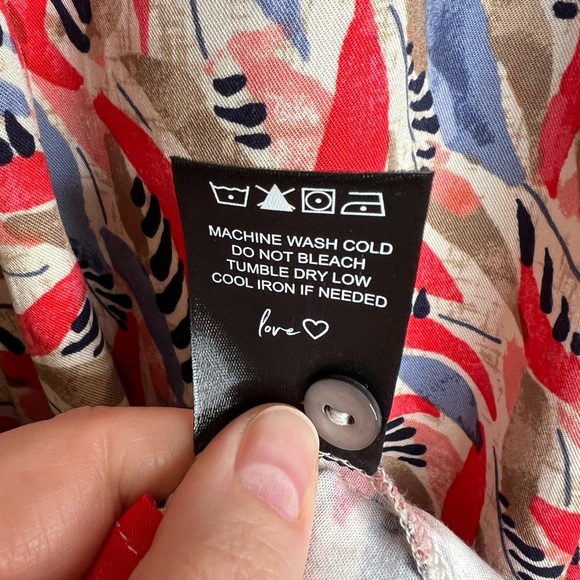 MACHINE WASH COLD
DO NOT BLEACH
TUMBLE DRY LOW
COOL IRON IF NEEDED
love